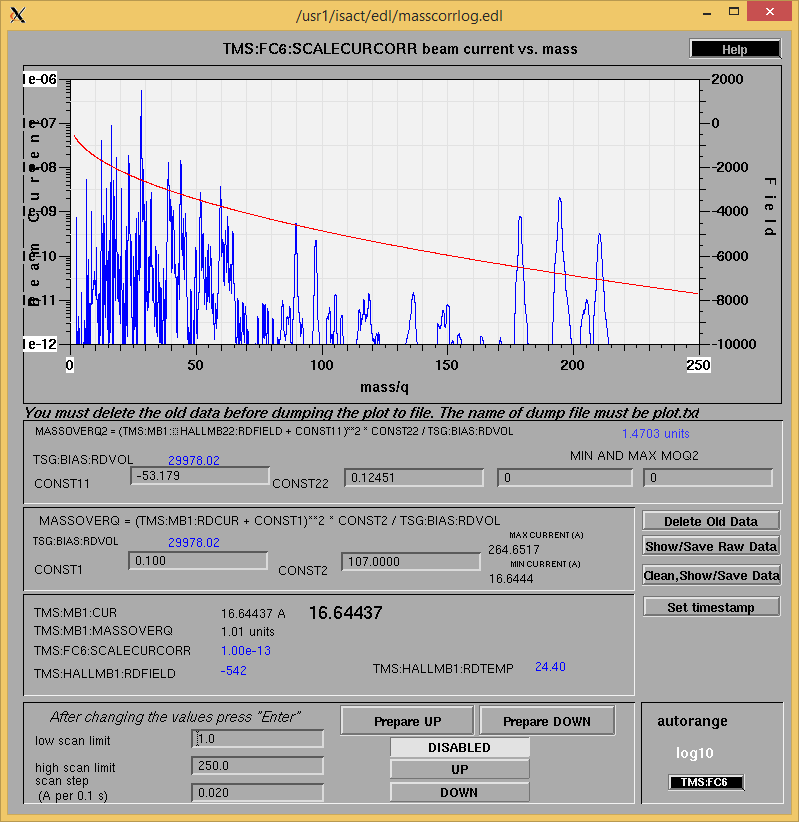 /usr1/isact/edl/masscorrlog.edl
TMS:FC6:SCALECURCORR beam current vs. mass
Help
1e-06
1e-07
1e-08
1e-09
1e-10
1e-11
1e-12
Beam Current
2000
0
-2000
-4000
-6000
-8000
-10000
Field
0 50 100 150 200 250
mass/q
You must delete the old data before dumping the plot to file. The name of dump file must be plot.txt
MASSOVERQ2 = (TMS:MB1: HALLMB22:RDFIELD + CONST11)**2 * CONST22 / TSG:BIAS:RDVOL
1.4703 units
TSG:BIAS:RDVOL 29978.02
MIN AND MAX MOQ2
CONST11 -53.179 CONST22 0.12451 0 0
MASSOVERQ = (TMS:MB1:RDCUR + CONST1)**2 * CONST2 / TSG:BIAS:RDVOL
TSG:BIAS:RDVOL 29978.02
MAX CURRENT (A)
264.6517
CONST1 0.100 CONST2 107.0000
MIN CURRENT (A)
16.6444
Delete Old Data
Show/Save Raw Data
Clean,Show/Save Data
Set timestamp
TMS:MB1:CUR 16.64437 A 16.64437
TMS:MB1:MASSOVERQ 1.01 units
TMS:FC6:SCALECURCORR 1.00e-13
TMS:HALLMB1:RDFIELD -542
TMS:HALLMB1:RDTEMP 24.40
After changing the values press "Enter"
low scan limit 1.0
high scan limit 250.0
scan step
(A per 0.1 s) 0.020
Prepare UP
Prepare DOWN
DISABLED
UP
DOWN
autorange
log10
TMS:FC6